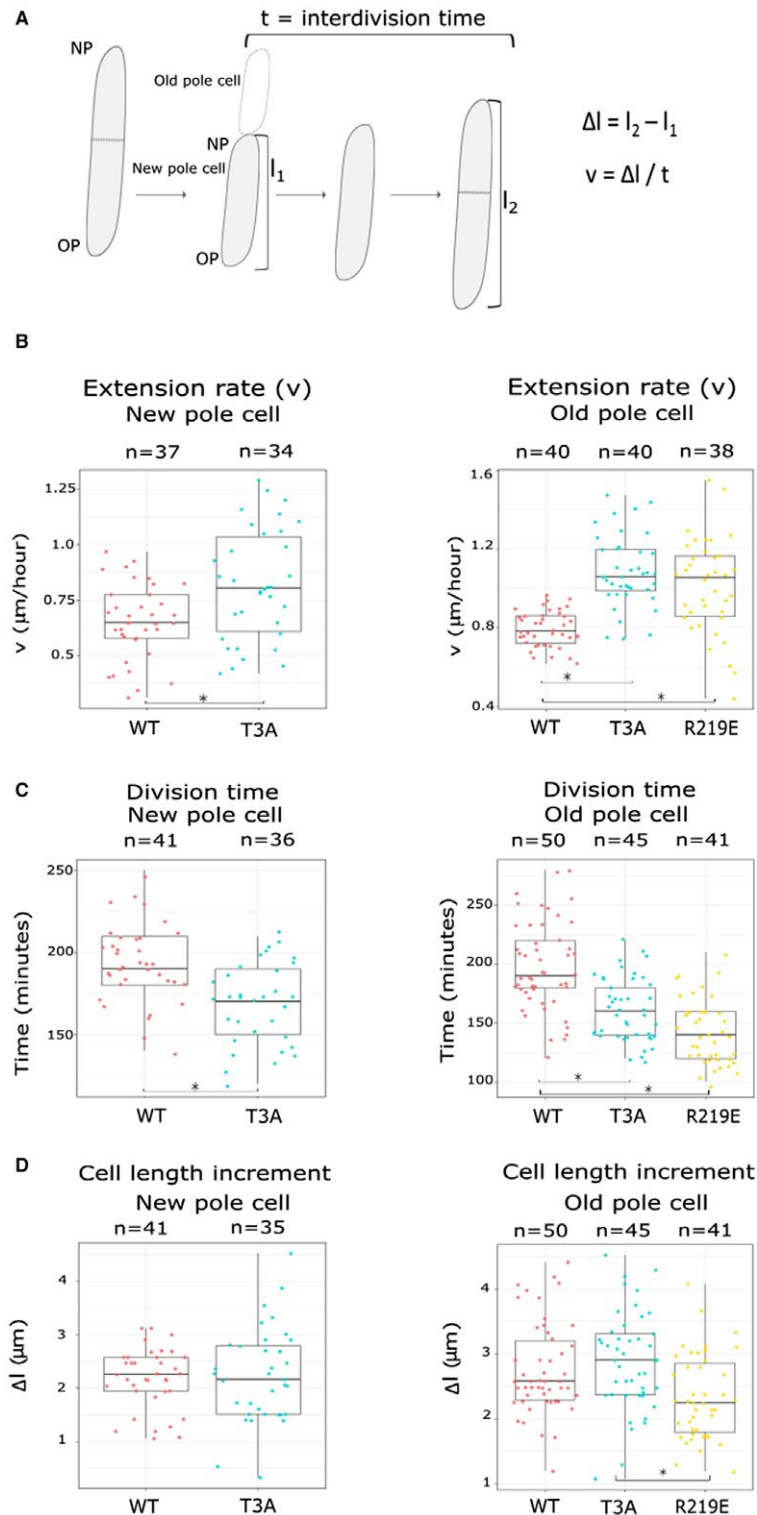 A
t = interdivision time
NP
Old pole cell
NP
New pole cell
l₁
OP
OP
l₂
Δl = l₂ – l₁
v = Δl / t
B
Extension rate (v)
New pole cell
n=37 n=34
v (μm/hour)
1.25
1.0
0.75
0.5
*
WT T3A
Extension rate (v)
Old pole cell
n=40 n=40 n=38
v (μm/hour)
1.6
1.2
0.8
0.4
*
*
WT T3A R219E
C
Division time
New pole cell
n=41 n=36
Time (minutes)
250
200
150
*
WT T3A
Division time
Old pole cell
n=50 n=45 n=41
Time (minutes)
250
200
150
100
*
*
WT T3A R219E
D
Cell length increment
New pole cell
n=41 n=35
Δl (μm)
4
3
2
1
WT T3A
Cell length increment
Old pole cell
n=50 n=45 n=41
Δl (μm)
4
3
2
1
*
WT T3A R219E